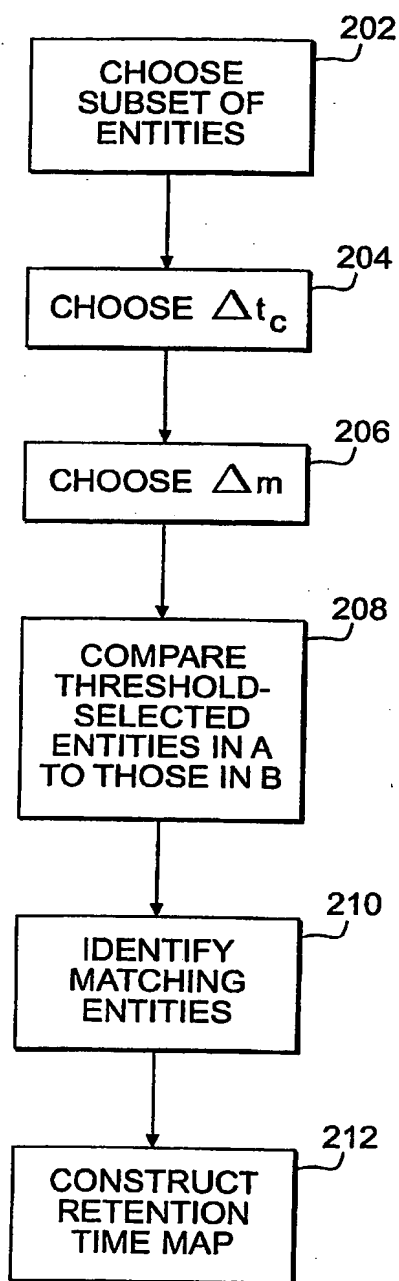 202
CHOOSE
SUBSET OF
ENTITIES
204
CHOOSE Δtc
206
CHOOSE Δm
208
COMPARE
THRESHOLD-
SELECTED
ENTITIES IN A
TO THOSE IN B
210
IDENTIFY
MATCHING
ENTITIES
212
CONSTRUCT
RETENTION
TIME MAP